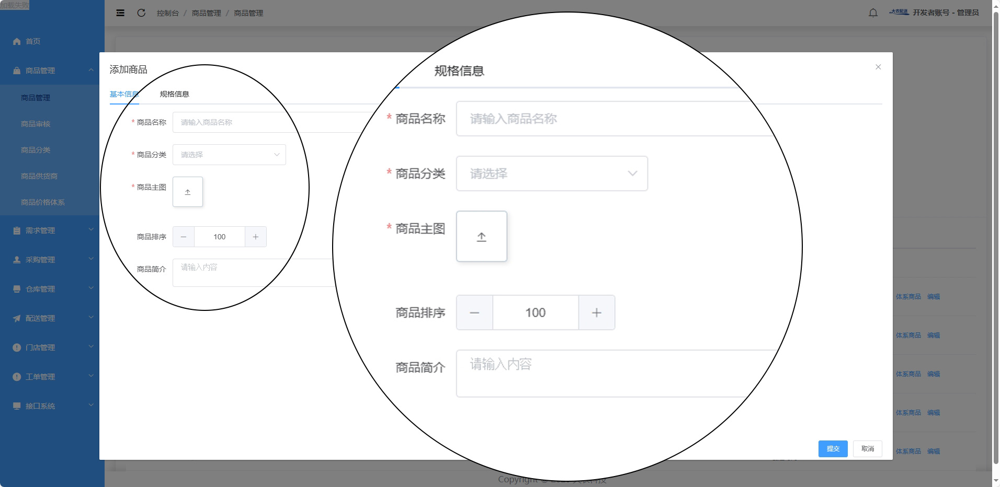 加载失败
控制台 / 商品管理 / 商品管理
大农配送 开发者账号 - 管理员
首页
商品管理
商品管理
商品审核
商品分类
商品供货商
商品价格体系
需求管理
采购管理
仓库管理
配送管理
门店管理
工单管理
接口系统
添加商品
基本信息
规格信息
* 商品名称 请输入商品名称
* 商品分类 请选择
* 商品主图
商品排序 － 100 ＋
商品简介 请输入内容
规格信息
* 商品名称 请输入商品名称
* 商品分类 请选择
* 商品主图
商品排序 － 100 ＋
商品简介 请输入内容
体系商品 编辑
体系商品 编辑
体系商品 编辑
体系商品 编辑
体系商品 编辑
提交 取消
Copyright ©